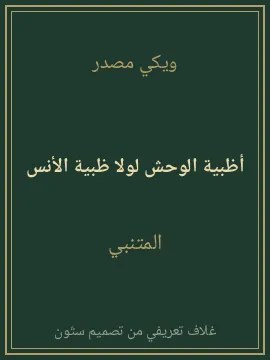 ويكي مصدر
أظبية الوحش لولا ظبية الأنس
المتنبي
غلاف تعريفي من تصميم سثون